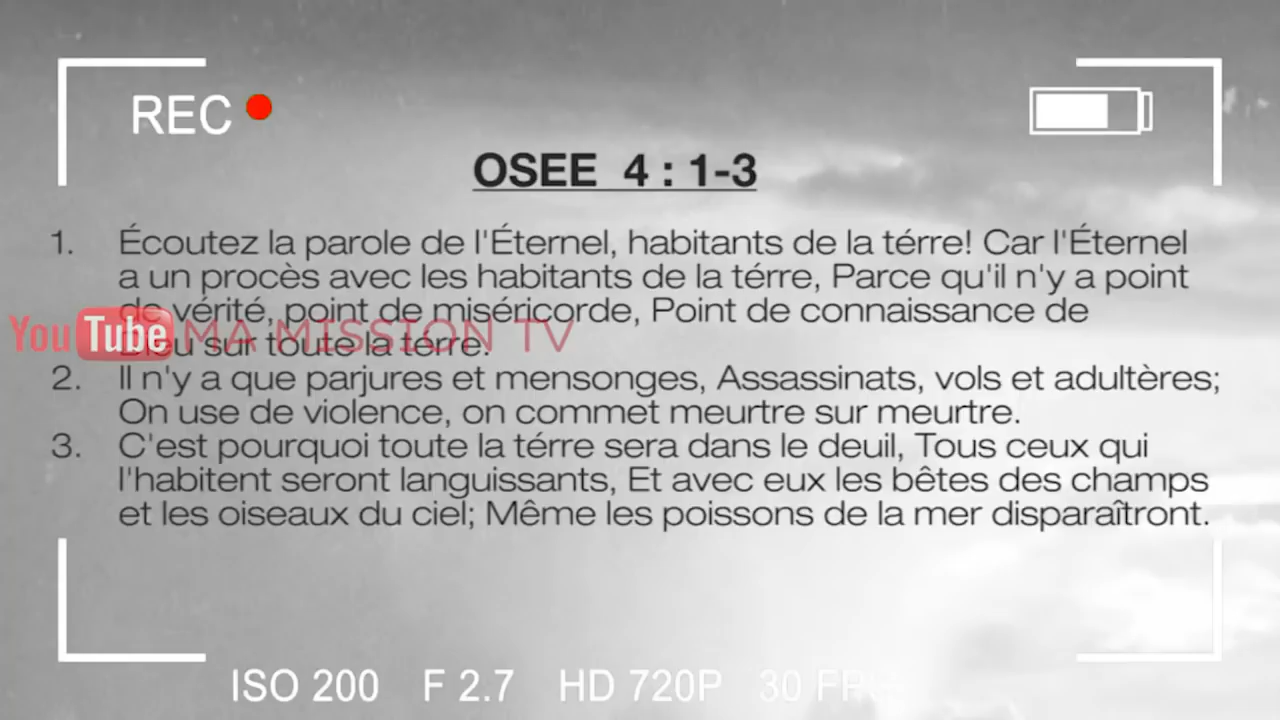 REC
OSEE 4 : 1-3
1. Écoutez la parole de l'Éternel, habitants de la térre! Car l'Éternel
a un procès avec les habitants de la térre, Parce qu'il n'y a point
de vérité, point de miséricorde, Point de connaissance de
Dieu sur toute la térre.
YouTube MA MISSION TV
2. Il n'y a que parjures et mensonges, Assassinats, vols et adultères;
On use de violence, on commet meurtre sur meurtre.
3. C'est pourquoi toute la térre sera dans le deuil, Tous ceux qui
l'habitent seront languissants, Et avec eux les bêtes des champs
et les oiseaux du ciel; Même les poissons de la mer disparaîtront.
ISO 200 F 2.7 HD 720P 30